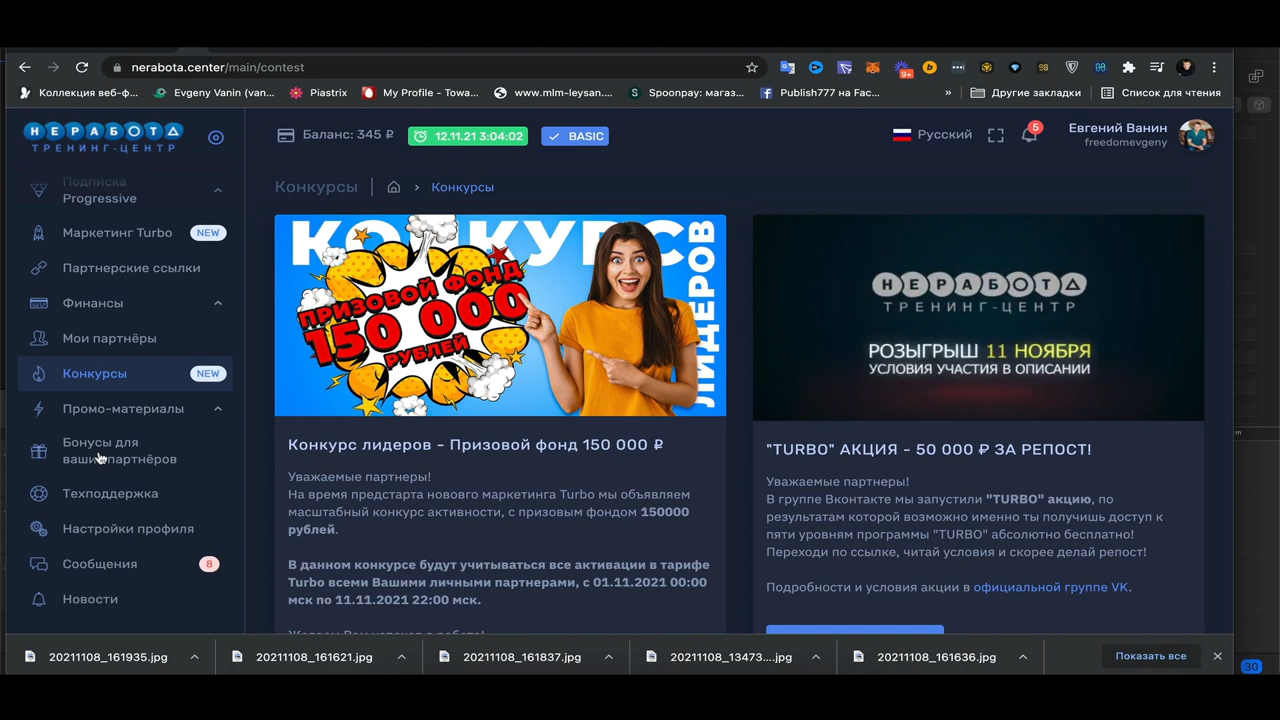 nerabota.center/main/contest
9+
Коллекция веб-ф...
Evgeny Vanin (van...
Piastrix
My Profile - Towa...
www.mlm-leysan....
Spoonpay: магаз...
Publish777 на Fac...
»
Другие закладки
Список для чтения
НЕРАБОТА
ТРЕНИНГ-ЦЕНТР
Баланс: 345 ₽
12.11.21 3:04:02
BASIC
Русский
5
Евгений Ванин
freedomevgeny
Подписка
Progressive
Маркетинг Turbo
NEW
Партнерские ссылки
Финансы
Мои партнёры
Конкурсы
NEW
Промо-материалы
Бонусы для
ваших партнёров
Техподдержка
Настройки профиля
Сообщения
8
Новости
Конкурсы
Конкурсы
КОНКУРС
ЛИДЕРОВ
ПРИЗОВОЙ ФОНД
150 000
РУБЛЕЙ
Конкурс лидеров - Призовой фонд 150 000 ₽
Уважаемые партнеры!
На время предстарта нового маркетинга Turbo мы объявляем
масштабный конкурс активности, с призовым фондом 150000
рублей.
В данном конкурсе будут учитываться все активации в тарифе
Turbo всеми Вашими личными партнерами, с 01.11.2021 00:00
мск по 11.11.2021 22:00 мск.
Желаем Вам успехов в работе!
НЕРАБОТА
ТРЕНИНГ-ЦЕНТР
РОЗЫГРЫШ 11 НОЯБРЯ
УСЛОВИЯ УЧАСТИЯ В ОПИСАНИИ
"TURBO" АКЦИЯ - 50 000 ₽ ЗА РЕПОСТ!
Уважаемые партнеры!
В группе Вконтакте мы запустили "TURBO" акцию, по
результатам которой возможно именно ты получишь доступ к
пяти уровням программы "TURBO" абсолютно бесплатно!
Переходи по ссылке, читай условия и скорее делай репост!
Подробности и условия акции в официальной группе VK.
20211108_161935.jpg
20211108_161621.jpg
20211108_161837.jpg
20211108_13473....jpg
20211108_161636.jpg
Показать все
30